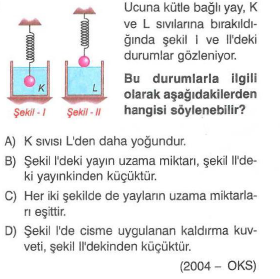 Ucuna kütle bağlı yay, K
ve L sıvılarına bırakıldı-
ğında şekil I ve II'deki
durumlar gözleniyor.
K
L
Şekil - I
Şekil - II
Bu durumlarla ilgili
olarak aşağıdakilerden
hangisi söylenebilir?
A) K sıvısı L'den daha yoğundur.
B) Şekil I'deki yayın uzama miktarı, şekil II'de-
ki yayınkinden küçüktür.
C) Her iki şekilde de yayların uzama miktarla-
rı eşittir.
D) Şekil I'de cisme uygulanan kaldırma kuv-
veti, şekil II'dekinden küçüktür.
(2004 – OKS)